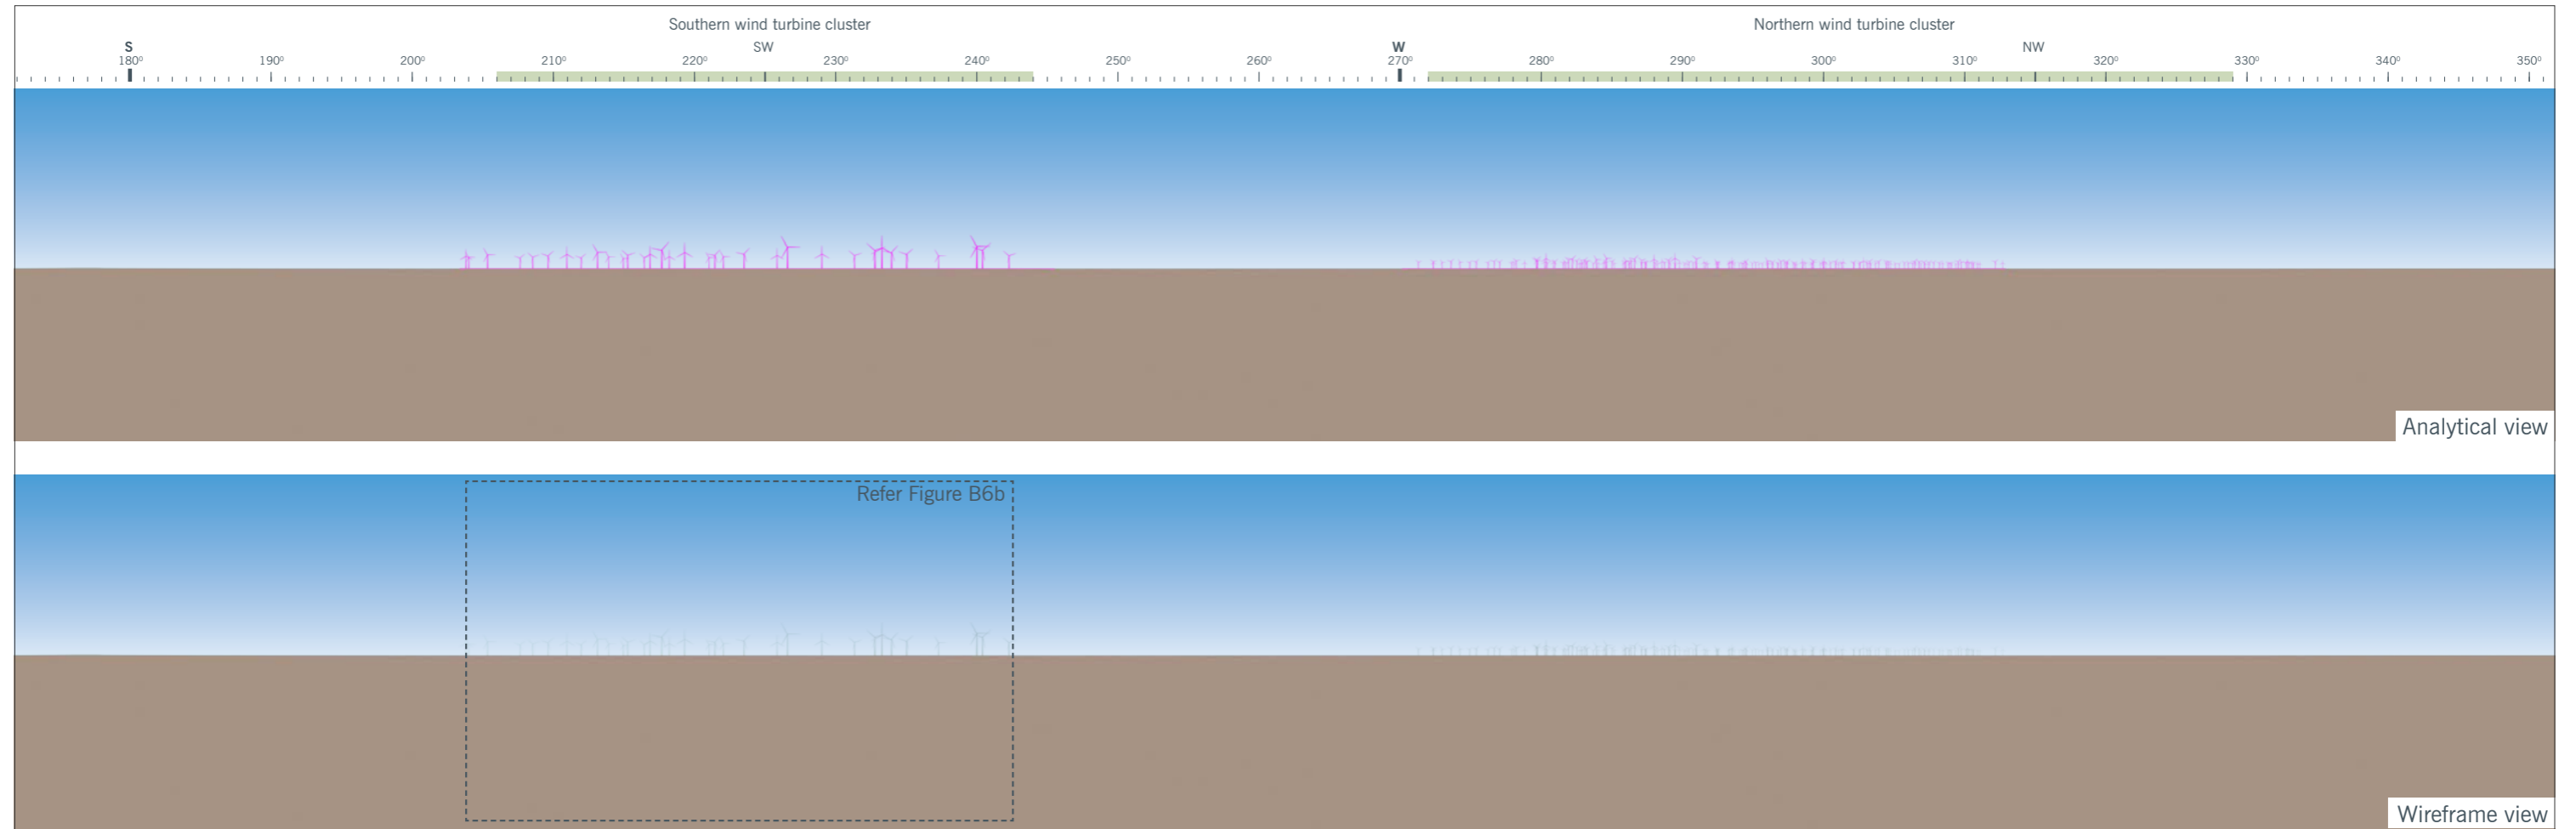 Southern wind turbine cluster Northern wind turbine cluster
S SW W NW
180° 190° 200° 210° 220° 230° 240° 250° 260° 270° 280° 290° 300° 310° 320° 330° 340° 350°
Analytical view
Refer Figure B6b
Wireframe view